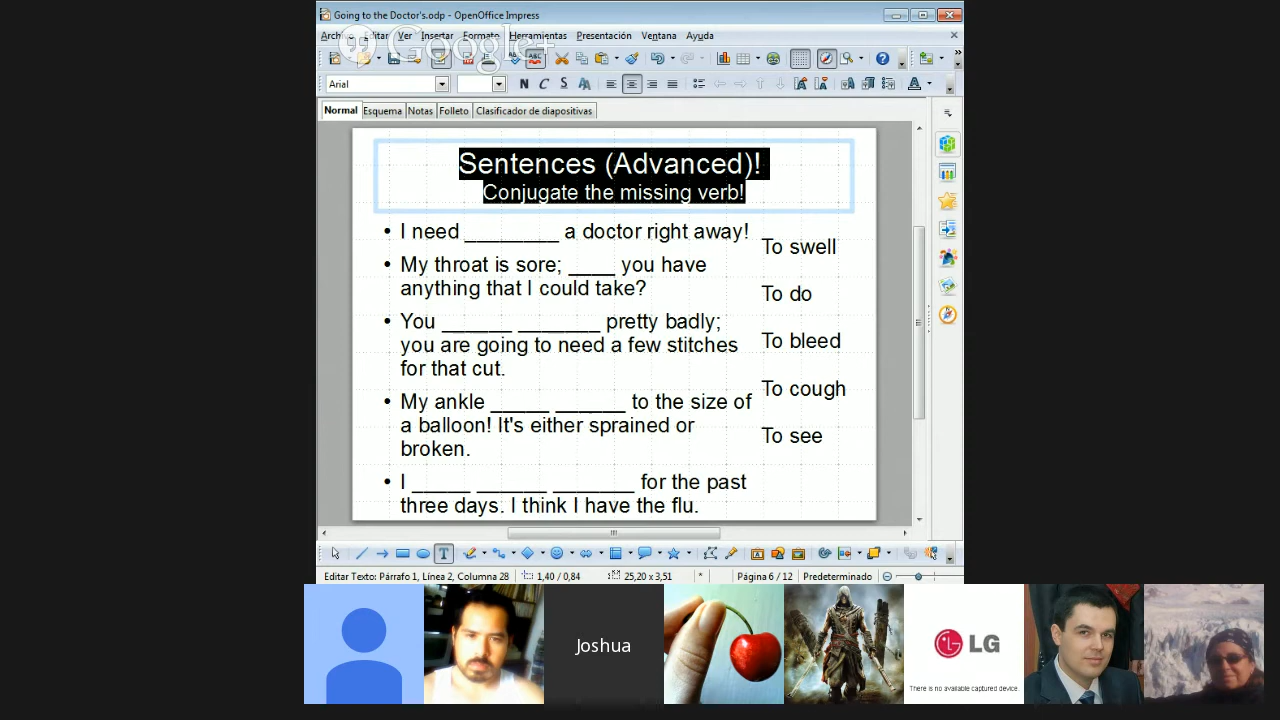 Going to the Doctor's.odp - OpenOffice Impress
Archivo Editar Ver Insertar Formato Herramientas Presentación Ventana Ayuda
Google+
Arial
N C S
Normal Esquema Notas Folleto Clasificador de diapositivas
Sentences (Advanced)!
Conjugate the missing verb!
• I need ________ a doctor right away!
• My throat is sore; ____ you have
anything that I could take?
• You ______ _______ pretty badly;
you are going to need a few stitches
for that cut.
• My ankle _____ ______ to the size of
a balloon! It's either sprained or
broken.
• I _____ ______ _______ for the past
three days. I think I have the flu.
To swell
To do
To bleed
To cough
To see
Editar Texto: Párrafo 1, Línea 2, Columna 28 1,40 / 0,84 25,20 x 3,51 * Página 6 / 12 Predeterminado
Joshua
LG
There is no available captured device.